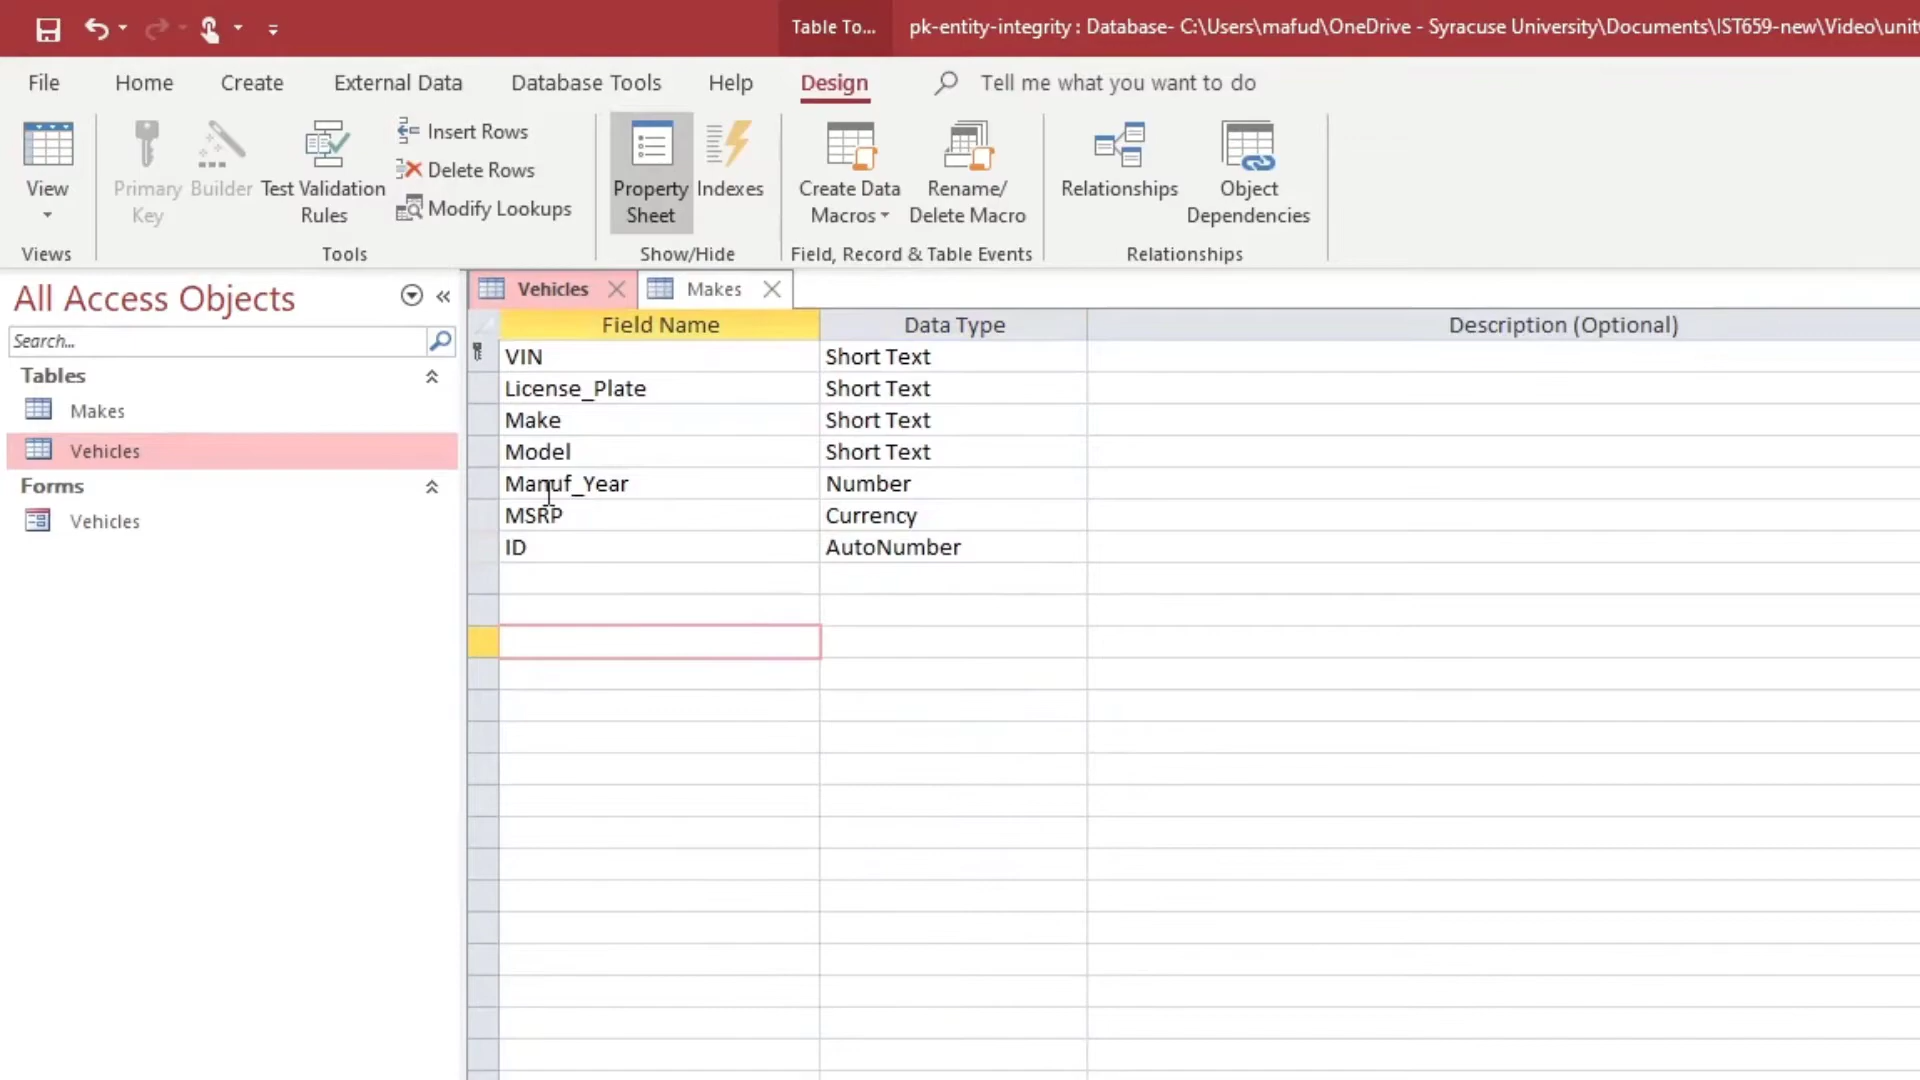 Table To...
pk-entity-integrity : Database- C:\Users\mafud\OneDrive - Syracuse University\Documents\IST659-new\Video\unit
File Home Create External Data Database Tools Help Design Tell me what you want to do
View
Primary Key
Builder
Test Validation Rules
Insert Rows
Delete Rows
Modify Lookups
Property Sheet
Indexes
Create Data Macros
Rename/ Delete Macro
Relationships
Object Dependencies
Views Tools Show/Hide Field, Record & Table Events Relationships
All Access Objects
Search...
Tables
Makes
Vehicles
Forms
Vehicles
Vehicles Makes
Field Name Data Type Description (Optional)
VIN Short Text
License_Plate Short Text
Make Short Text
Model Short Text
Manuf_Year Number
MSRP Currency
ID AutoNumber